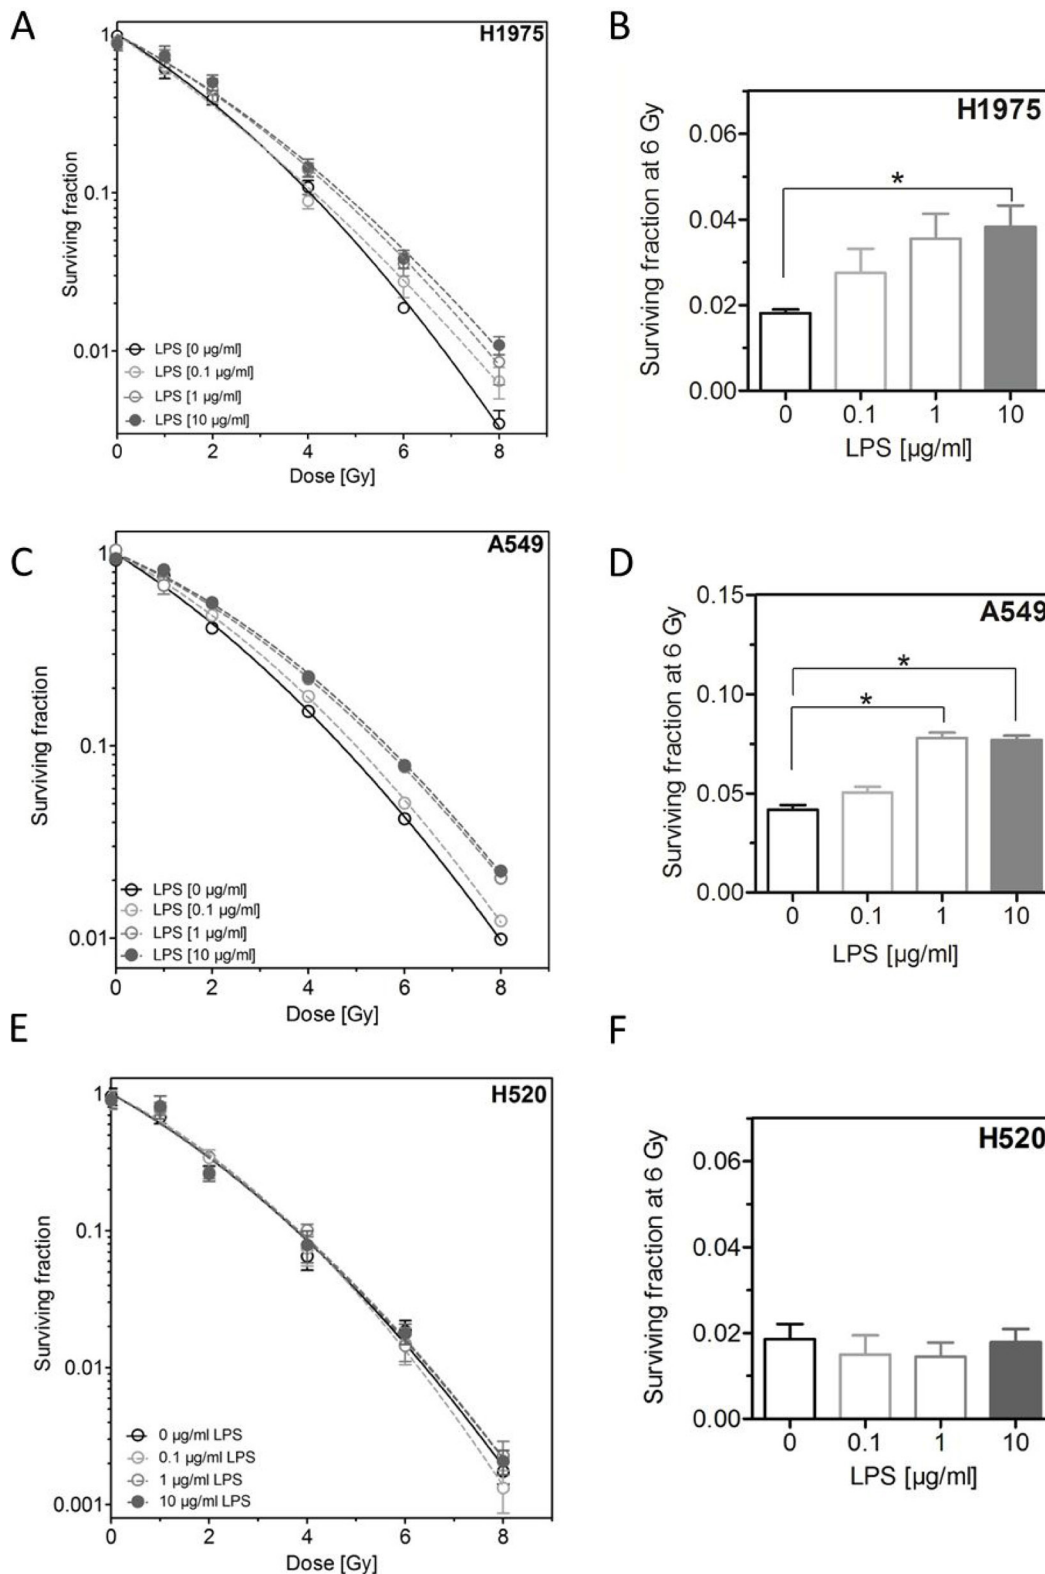 A
H1975
1
0.1
0.01
Surviving fraction
LPS [0 µg/ml]
LPS [0.1 µg/ml]
LPS [1 µg/ml]
LPS [10 µg/ml]
0 2 4 6 8
Dose [Gy]
B
H1975
Surviving fraction at 6 Gy
0.06
0.04
0.02
0.00
*
0 0.1 1 10
LPS [µg/ml]
C
A549
1
0.1
0.01
Surviving fraction
LPS [0 µg/ml]
LPS [0.1 µg/ml]
LPS [1 µg/ml]
LPS [10 µg/ml]
0 2 4 6 8
Dose [Gy]
D
A549
Surviving fraction at 6 Gy
0.15
0.10
0.05
0.00
*
*
0 0.1 1 10
LPS [µg/ml]
E
H520
1
0.1
0.01
0.001
Surviving fraction
0 µg/ml LPS
0.1 µg/ml LPS
1 µg/ml LPS
10 µg/ml LPS
0 2 4 6 8
Dose [Gy]
F
H520
Surviving fraction at 6 Gy
0.06
0.04
0.02
0.00
0 0.1 1 10
LPS [µg/ml]